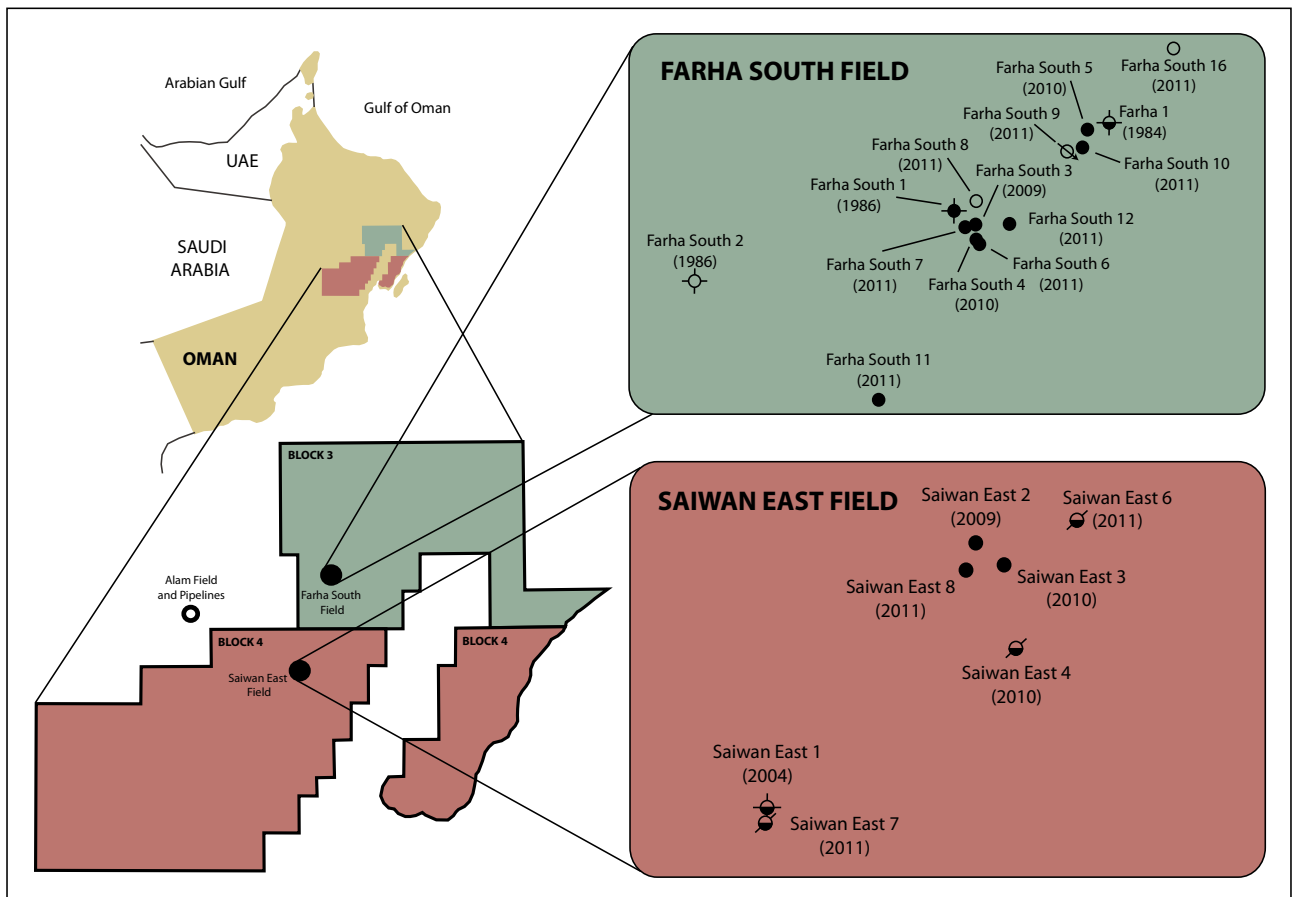 Arabian Gulf
Gulf of Oman
UAE
SAUDI
ARABIA
OMAN
FARHA SOUTH FIELD
Farha South 16
(2011)
Farha South 5
(2010)
Farha 1
(1984)
Farha South 9
(2011)
Farha South 8
(2011)
Farha South 3
(2009)
Farha South 10
(2011)
Farha South 1
(1986)
Farha South 12
(2011)
Farha South 2
(1986)
Farha South 7
(2011)
Farha South 6
(2011)
Farha South 4
(2010)
Farha South 11
(2011)
BLOCK 3
Alam Field
and Pipelines
Farha South
Field
BLOCK 4
BLOCK 4
Saiwan East
Field
SAIWAN EAST FIELD
Saiwan East 2
(2009)
Saiwan East 6
(2011)
Saiwan East 8
(2011)
Saiwan East 3
(2010)
Saiwan East 4
(2010)
Saiwan East 1
(2004)
Saiwan East 7
(2011)